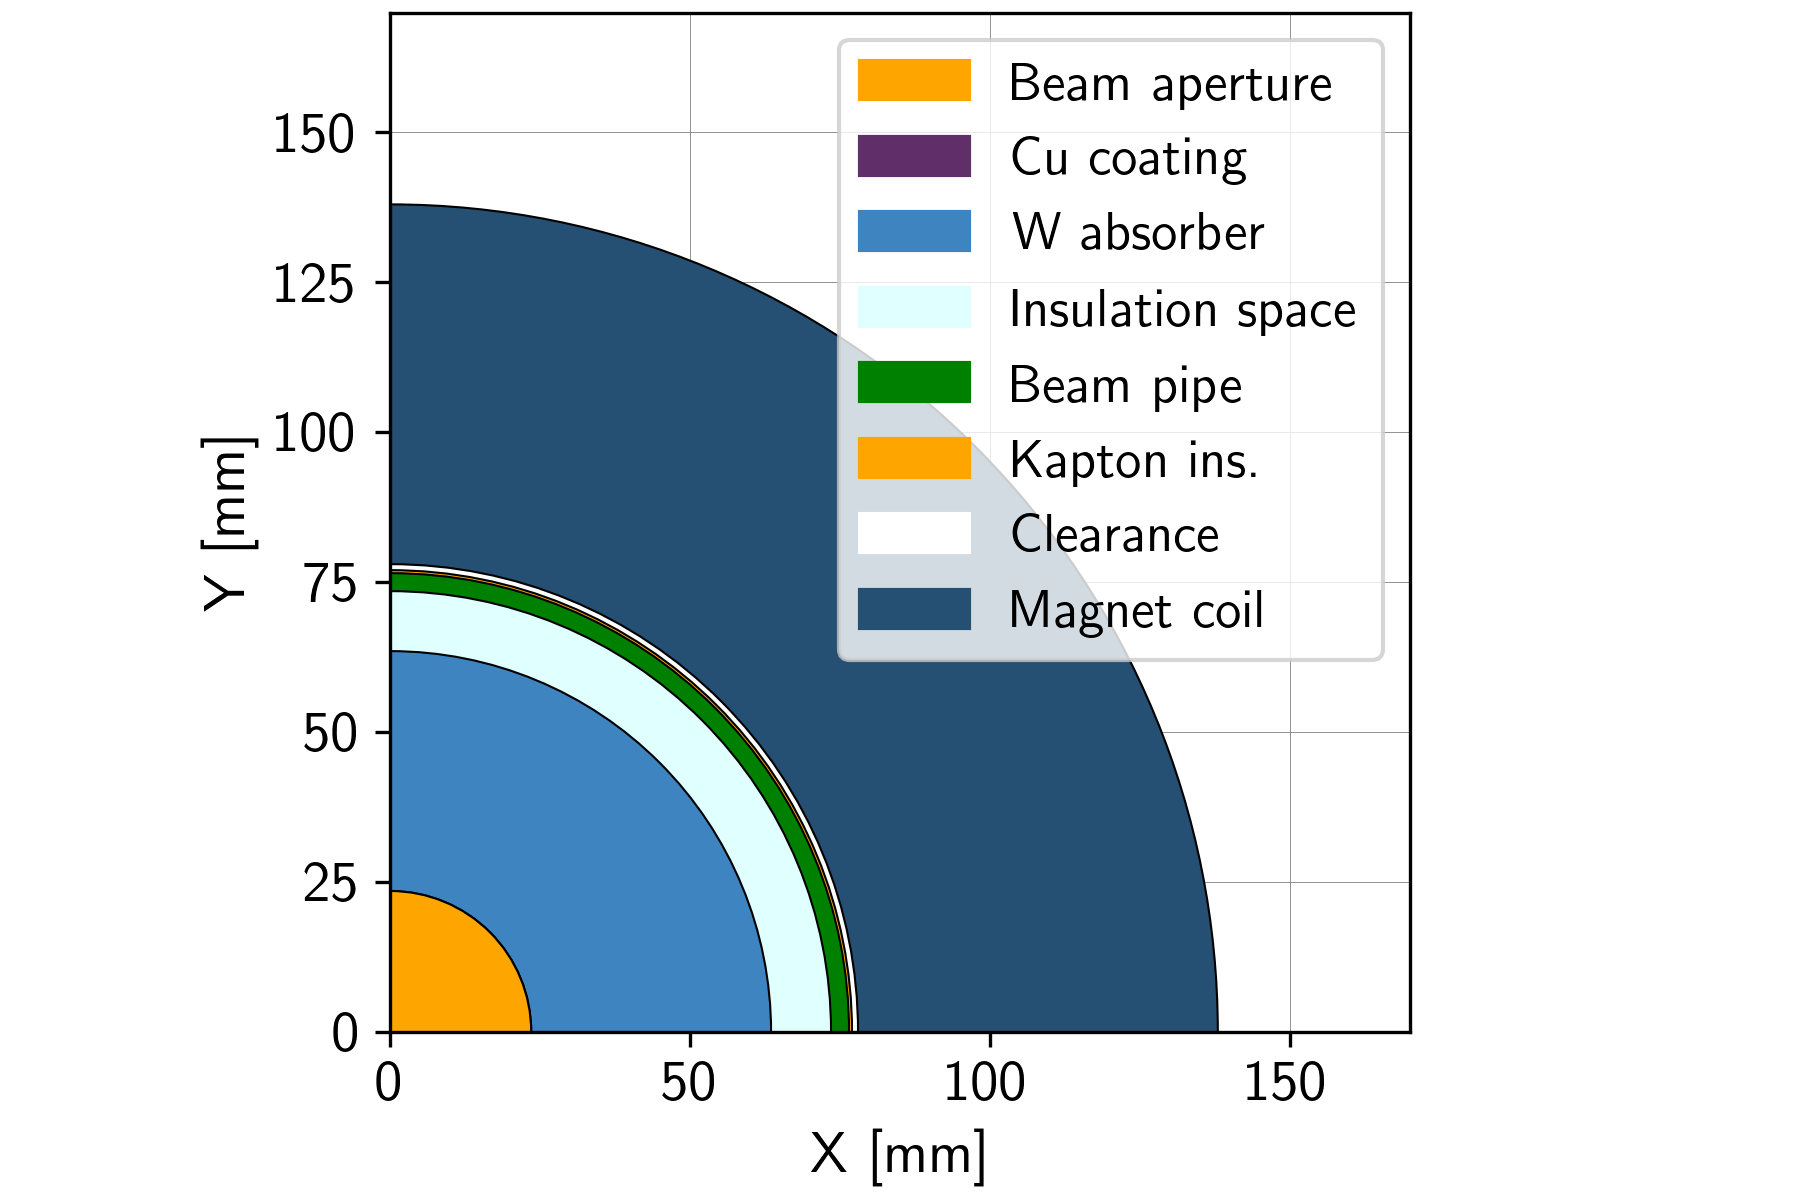 Beam aperture
Cu coating
W absorber
Insulation space
Beam pipe
Kapton ins.
Clearance
Magnet coil
150
125
100
75
50
25
0
Y [mm]
0 50 100 150
X [mm]